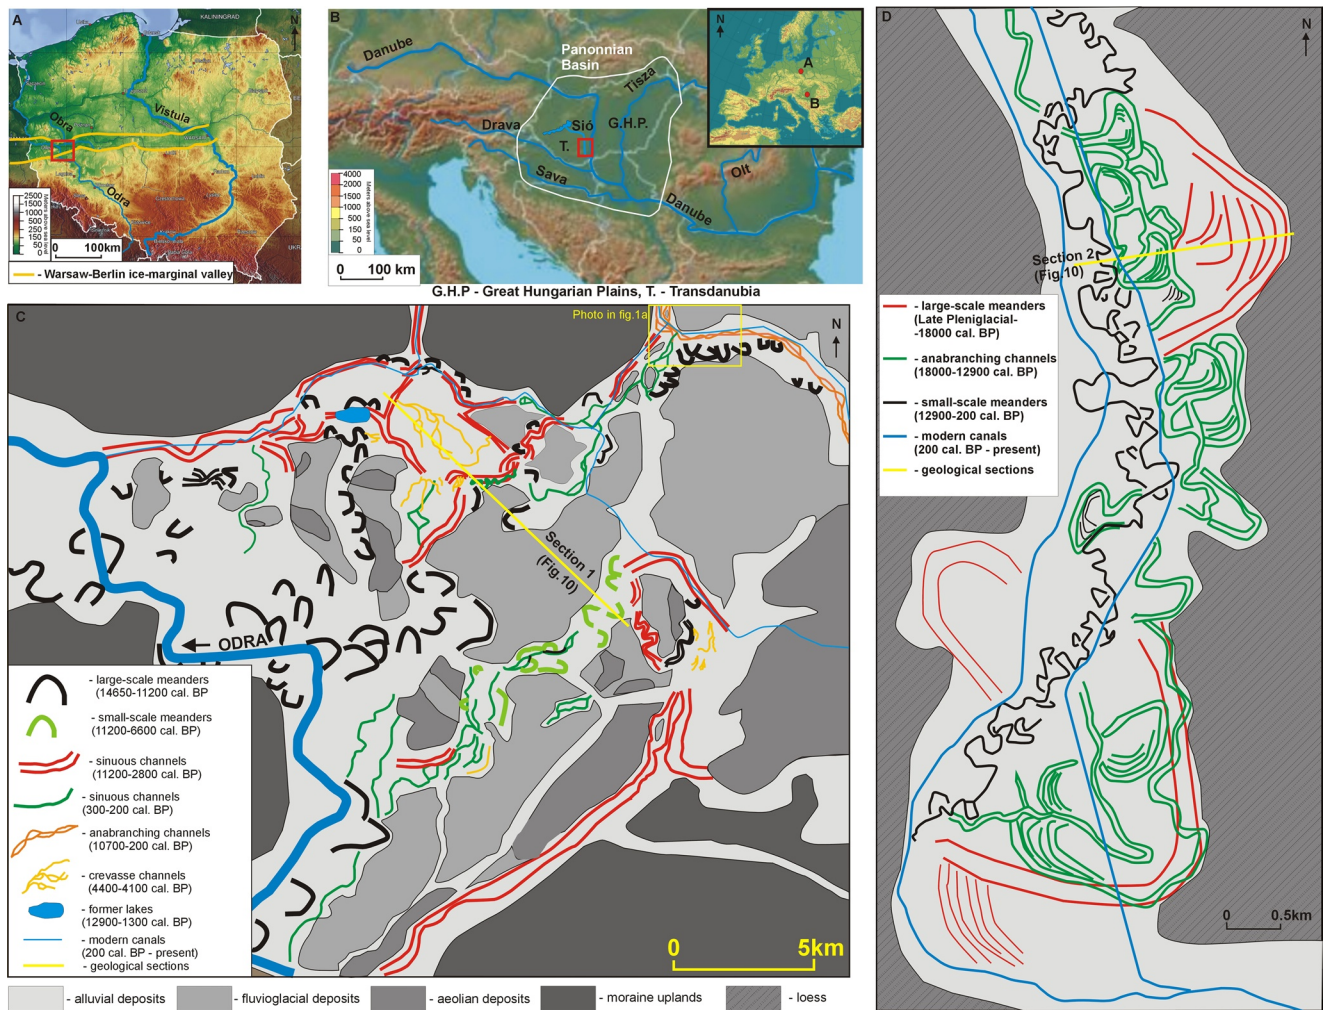 A
KALININGRAD
N
Vistula
Obra
Odra
UKR
2500
1500
1000
500
250
150
50
0
Meters above sea level
0 100km
- Warsaw-Berlin ice-marginal valley
B
Danube
Panonnian
Basin
Tisza
Drava
Sió
G.H.P.
T.
Sava
Danube
Olt
N
A
B
4000
2000
1000
500
200
50
0
Meters above sea level
0 100 km
G.H.P - Great Hungarian Plains, T. - Transdanubia
C
Photo in fig.1a
N
Section 1
(Fig.10)
ODRA
- large-scale meanders
(14650-11200 cal. BP
- small-scale meanders
(11200-6600 cal. BP)
- sinuous channels
(11200-2800 cal. BP)
- sinuous channels
(300-200 cal. BP)
- anabranching channels
(10700-200 cal. BP)
- crevasse channels
(4400-4100 cal. BP)
- former lakes
(12900-1300 cal. BP)
- modern canals
(200 cal. BP - present)
- geological sections
0 5km
D
N
Section 2
(Fig.10)
- large-scale meanders
(Late Pleniglacial-
-18000 cal. BP)
- anabranching channels
(18000-12900 cal. BP)
- small-scale meanders
(12900-200 cal. BP)
- modern canals
(200 cal. BP - present)
- geological sections
0 0.5km
- alluvial deposits
- fluvioglacial deposits
- aeolian deposits
- moraine uplands
- loess